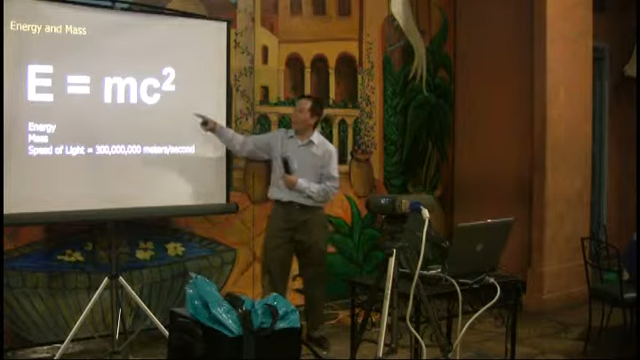 Energy and Mass
E = mc²
Energy
Mass
Speed of Light = 300,000,000 meters/second